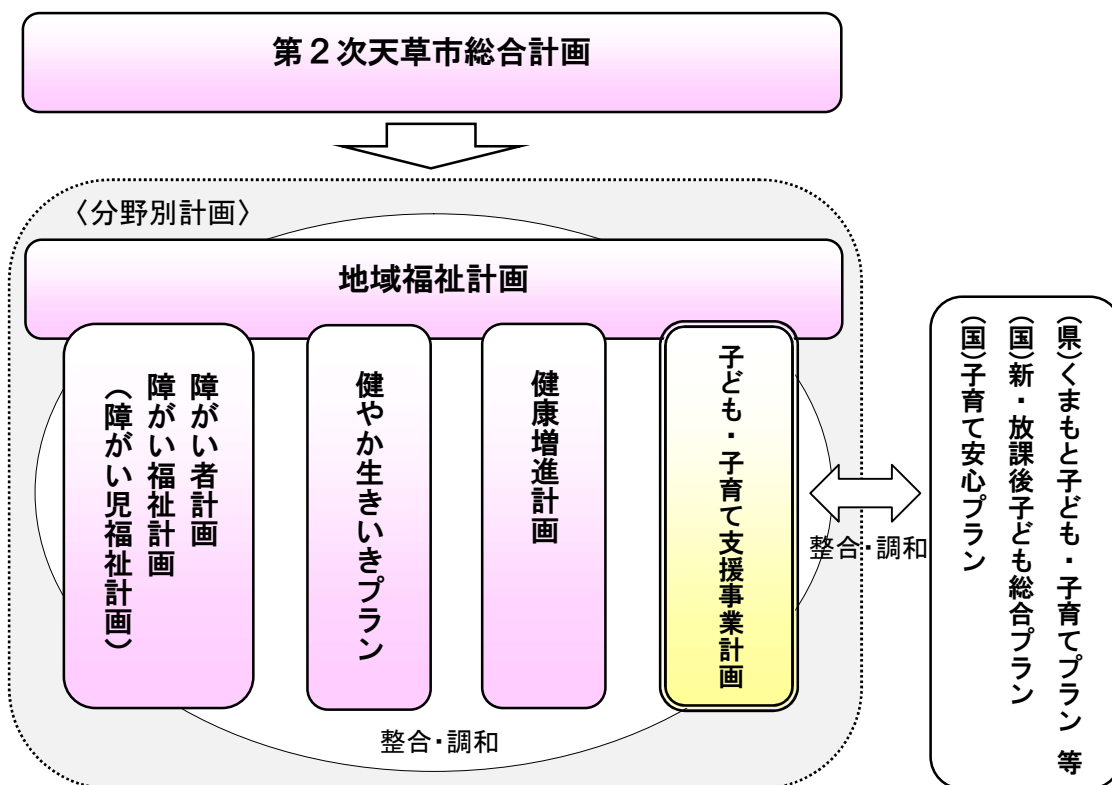 第２次天草市総合計画
〈分野別計画〉
地域福祉計画
障がい者計画
障がい福祉計画
（障がい児福祉計画）
健やか生きいきプラン
健康増進計画
子ども・子育て支援事業計画
整合・調和
整合・調和
（県）くまもと子ども・子育てプラン 等
（国）新・放課後子ども総合プラン
（国）子育て安心プラン